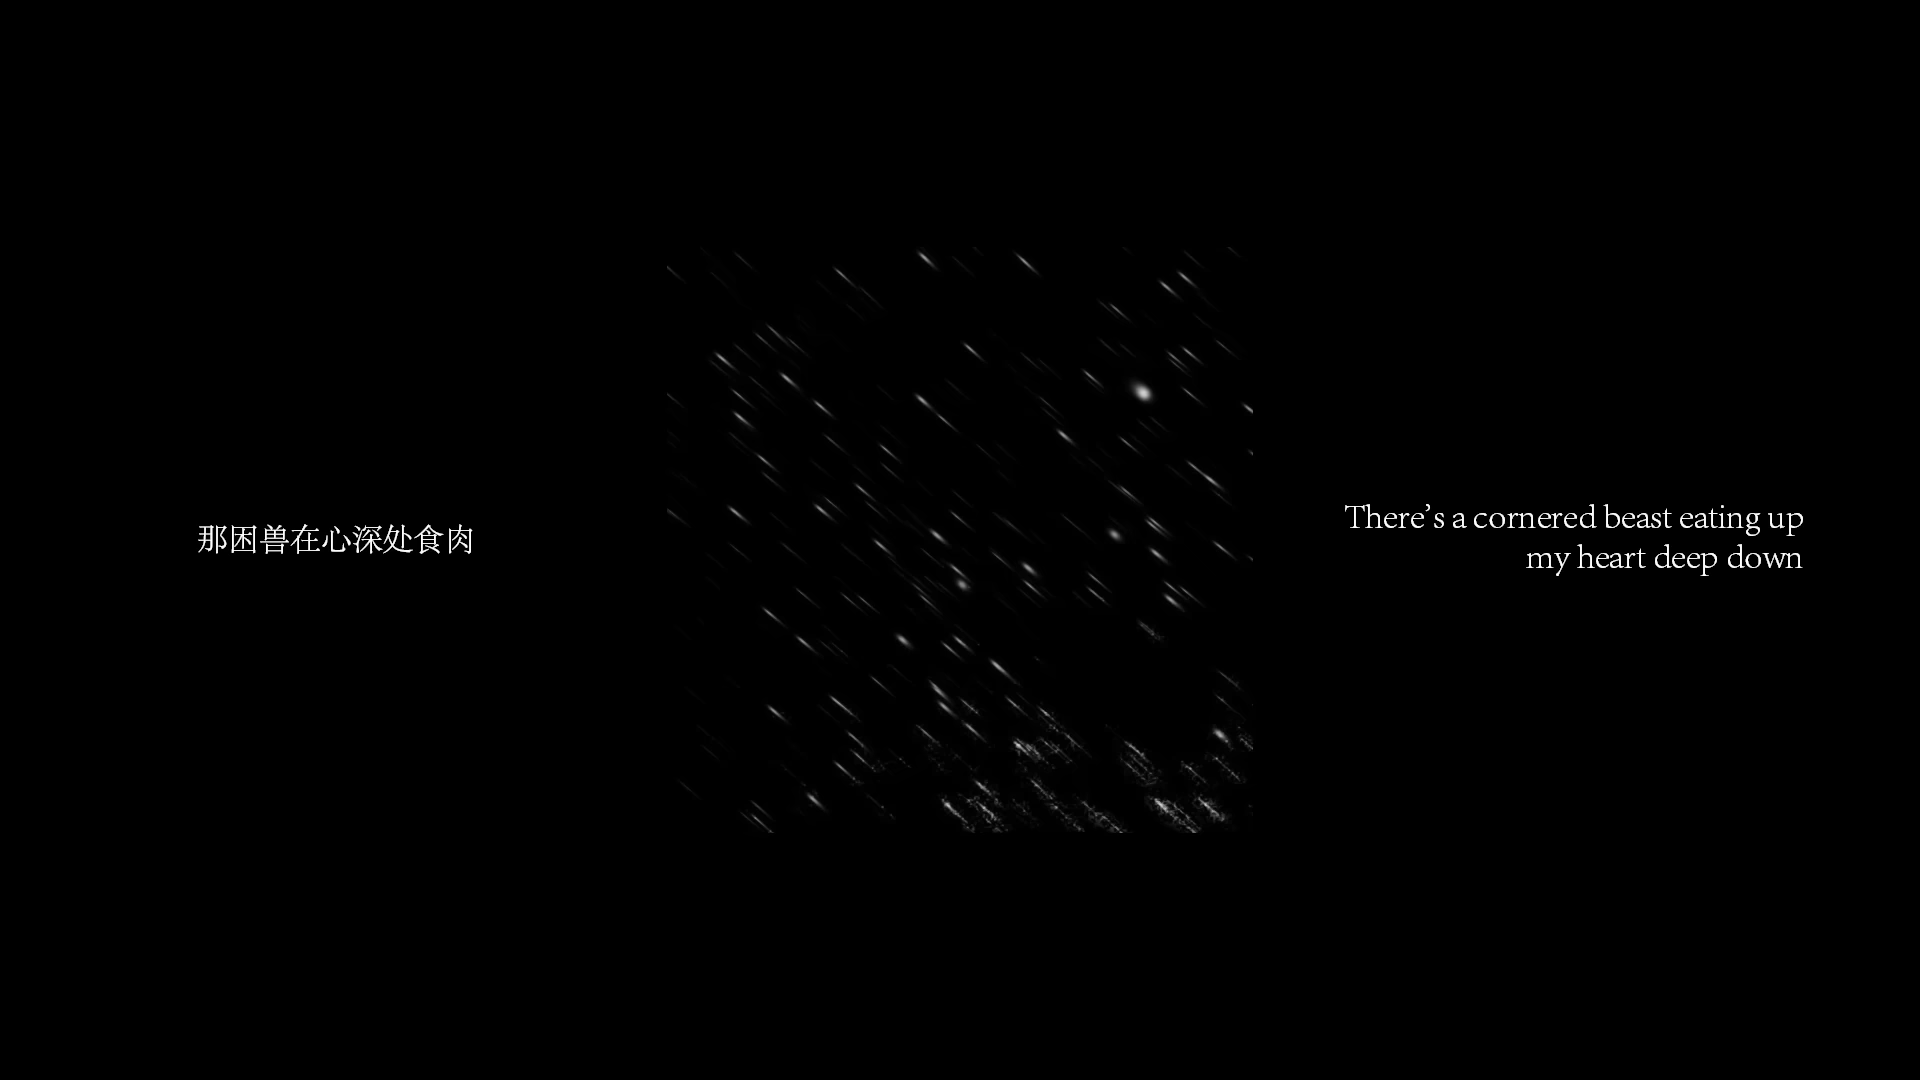 那困兽在心深处食肉
There’s a cornered beast eating up
my heart deep down